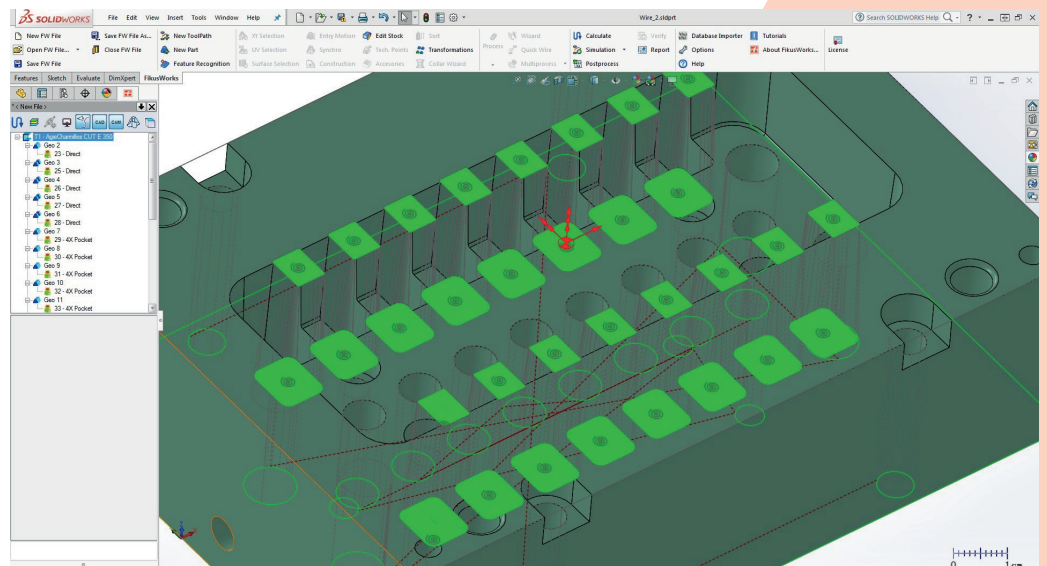 SOLIDWORKS File Edit View Insert Tools Window Help Wire_2.sldprt Search SOLIDWORKS Help ?
New FW File Save FW File As... New ToolPath XY Selection Entity Motion Edit Stock Sort Wizard Calculate Verify Database Importer Tutorials
Open FW File... Close FW File New Part UV Selection Synchro Tech. Points Transformations Process Quick Wire Simulation Report Options About FikusWorks... License
Save FW File Feature Recognition Surface Selection Construction Accesories Collar Wizard Multiprocess Postprocess Help
Features Sketch Evaluate DimXpert FikusWorks
< New File >
CAD CAM
T1 - AgieCharmilles CUT E 350
Geo 2
23 - Direct
Geo 3
25 - Direct
Geo 4
26 - Direct
Geo 5
27 - Direct
Geo 6
28 - Direct
Geo 7
29 - 4X Pocket
Geo 8
30 - 4X Pocket
Geo 9
31 - 4X Pocket
Geo 10
32 - 4X Pocket
Geo 11
33 - 4X Pocket
0 1 cm